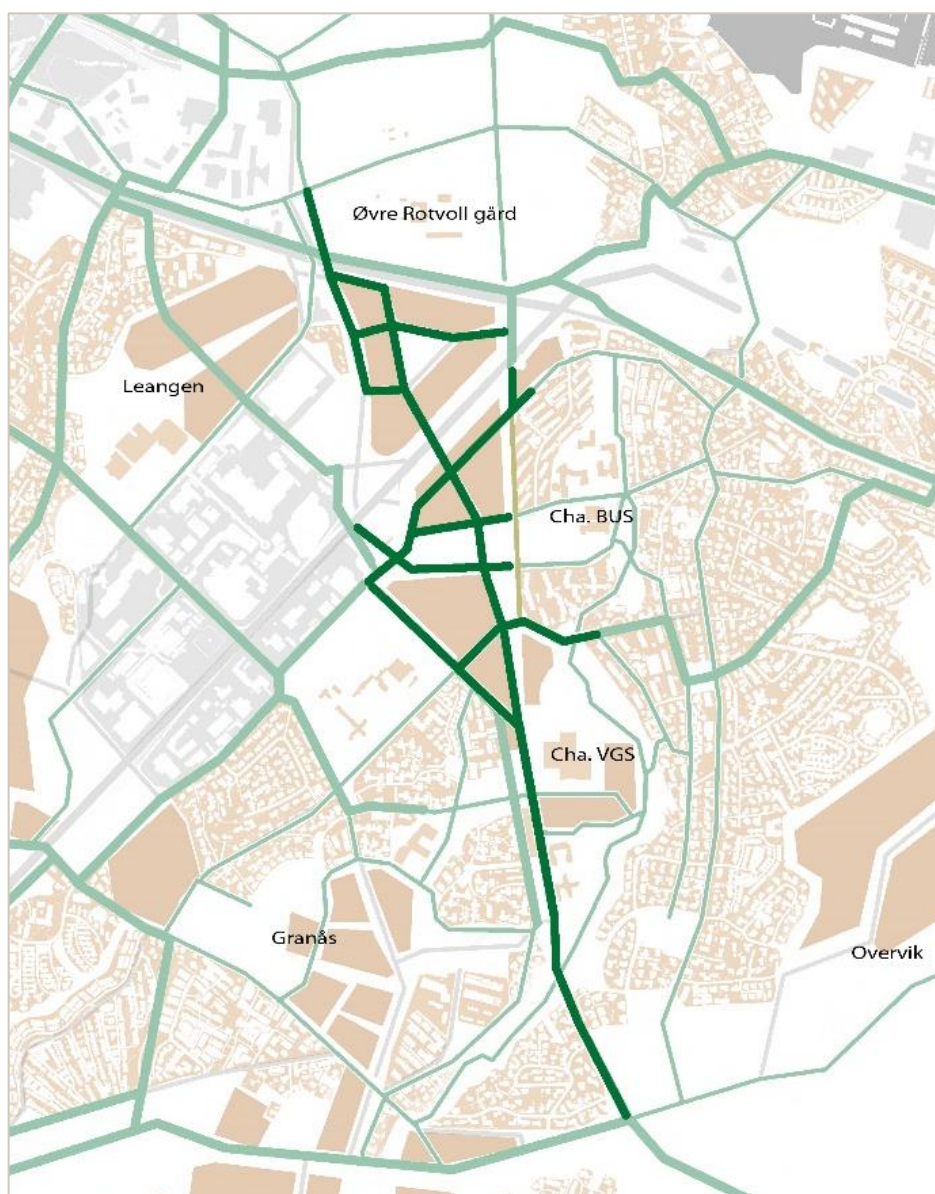 Øvre Rotvoll gård
Leangen
Cha. BUS
Cha. VGS
Granås
Overvik